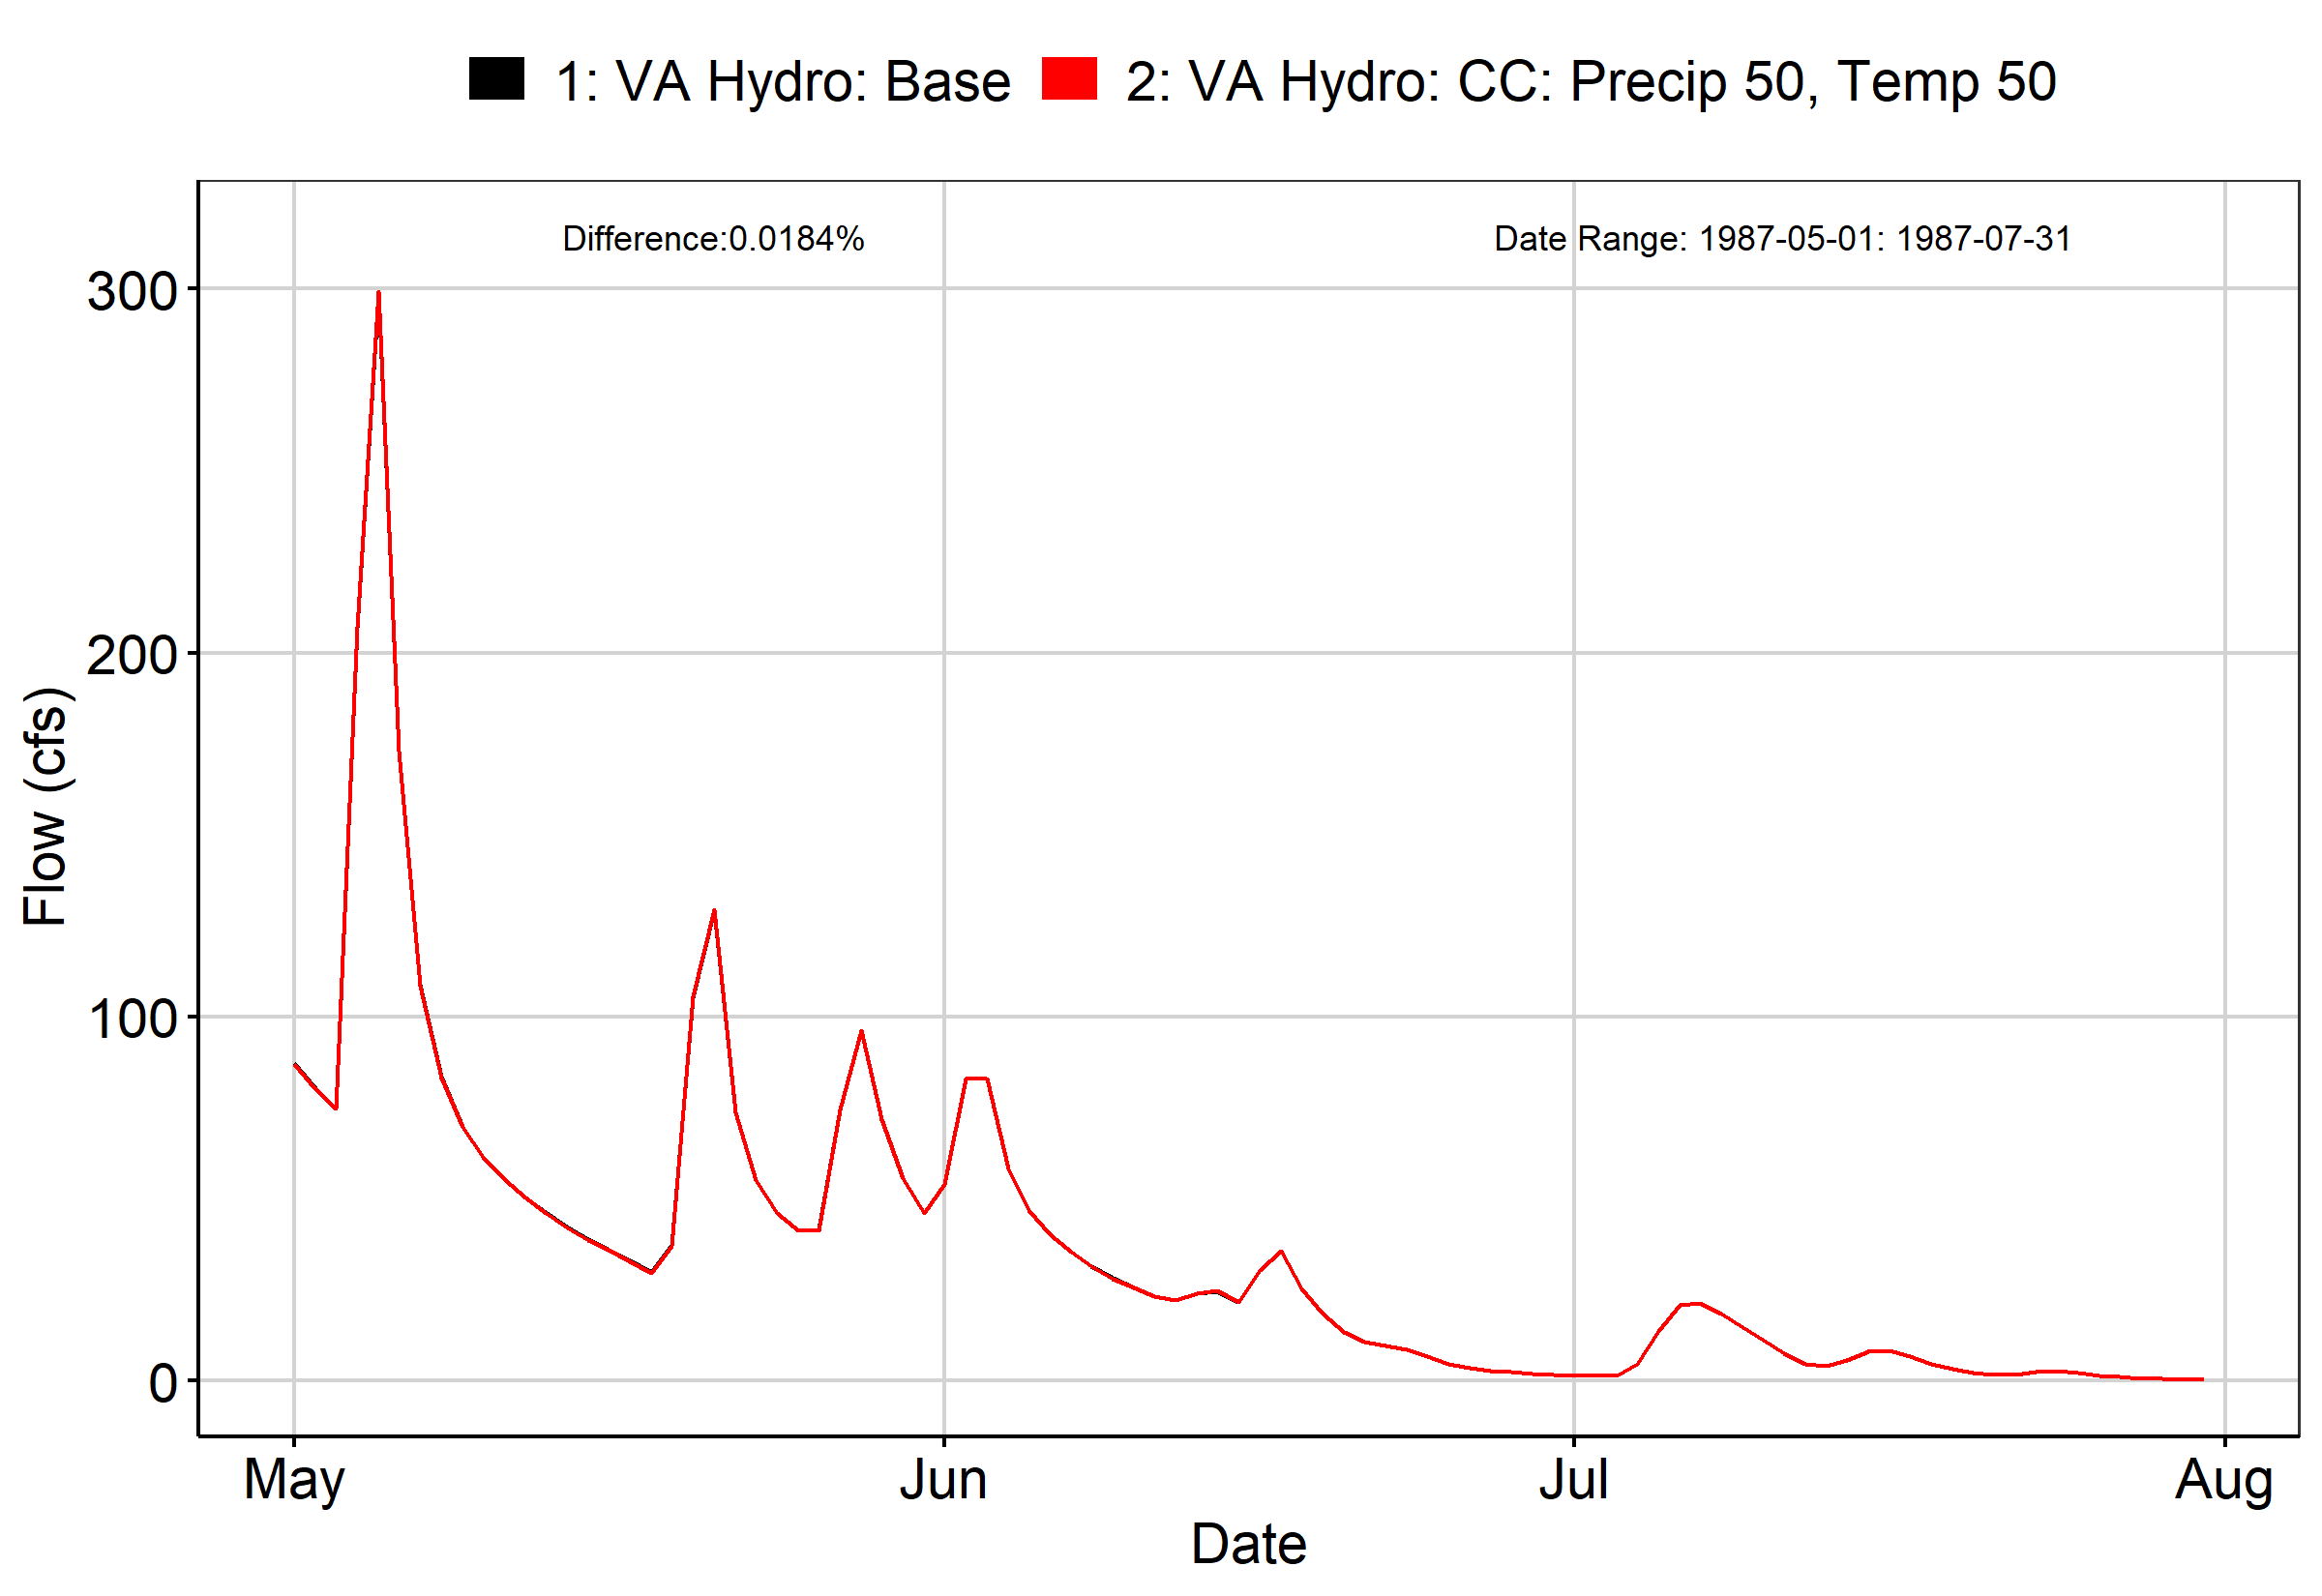 1: VA Hydro: Base 2: VA Hydro: CC: Precip 50, Temp 50
Difference:0.0184% Date Range: 1987-05-01: 1987-07-31
300
200
100
0
Flow (cfs)
May Jun Jul Aug
Date